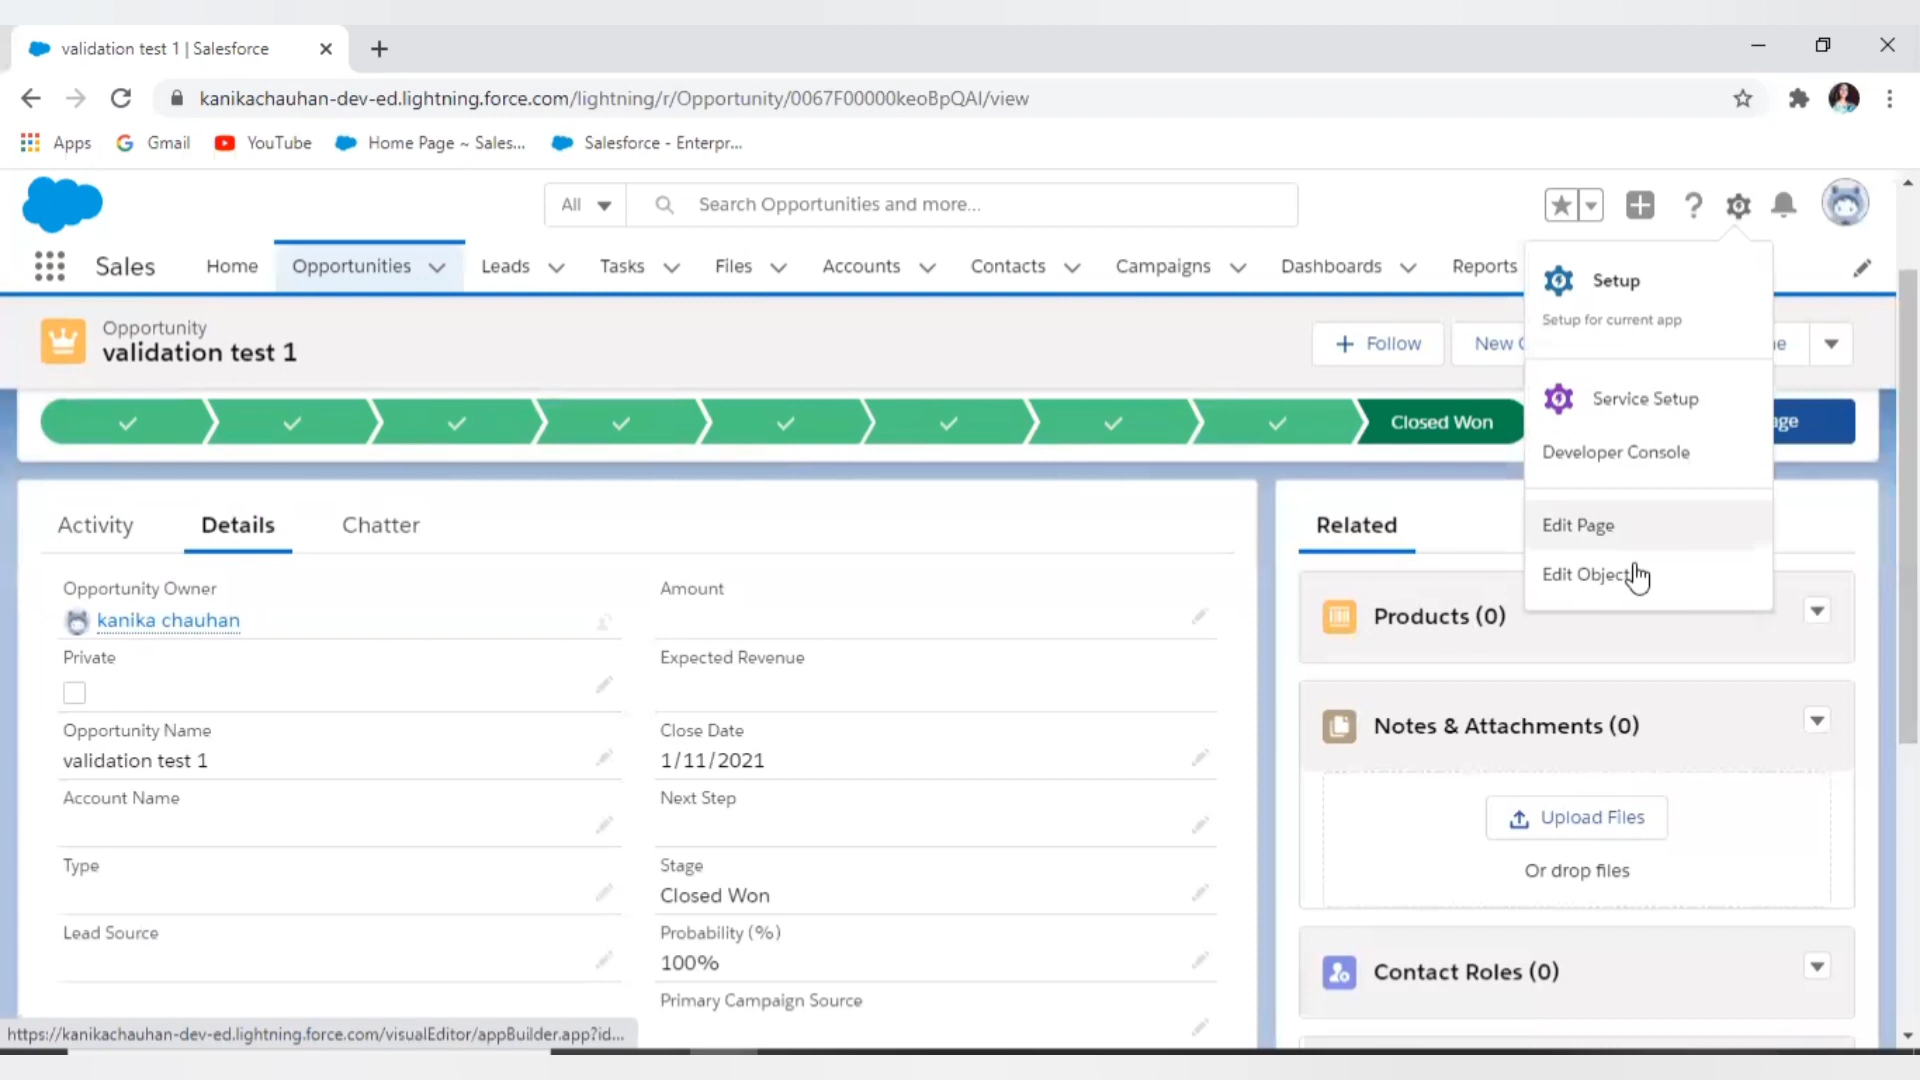 validation test 1 | Salesforce
kanikachauhan-dev-ed.lightning.force.com/lightning/r/Opportunity/0067F00000keoBpQAI/view
Apps Gmail YouTube Home Page ~ Sales... Salesforce - Enterpr...
All Search Opportunities and more...
Sales Home Opportunities Leads Tasks Files Accounts Contacts Campaigns Dashboards Reports
Setup
Setup for current app
Service Setup
Developer Console
Edit Page
Edit Object
Opportunity
validation test 1
Follow
New
Closed Won
Activity Details Chatter
Opportunity Owner
kanika chauhan
Private
Opportunity Name
validation test 1
Account Name
Type
Lead Source
Amount
Expected Revenue
Close Date
1/11/2021
Next Step
Stage
Closed Won
Probability (%)
100%
Primary Campaign Source
Related
Products (0)
Notes & Attachments (0)
Upload Files
Or drop files
Contact Roles (0)
https://kanikachauhan-dev-ed.lightning.force.com/visualEditor/appBuilder.app?id...